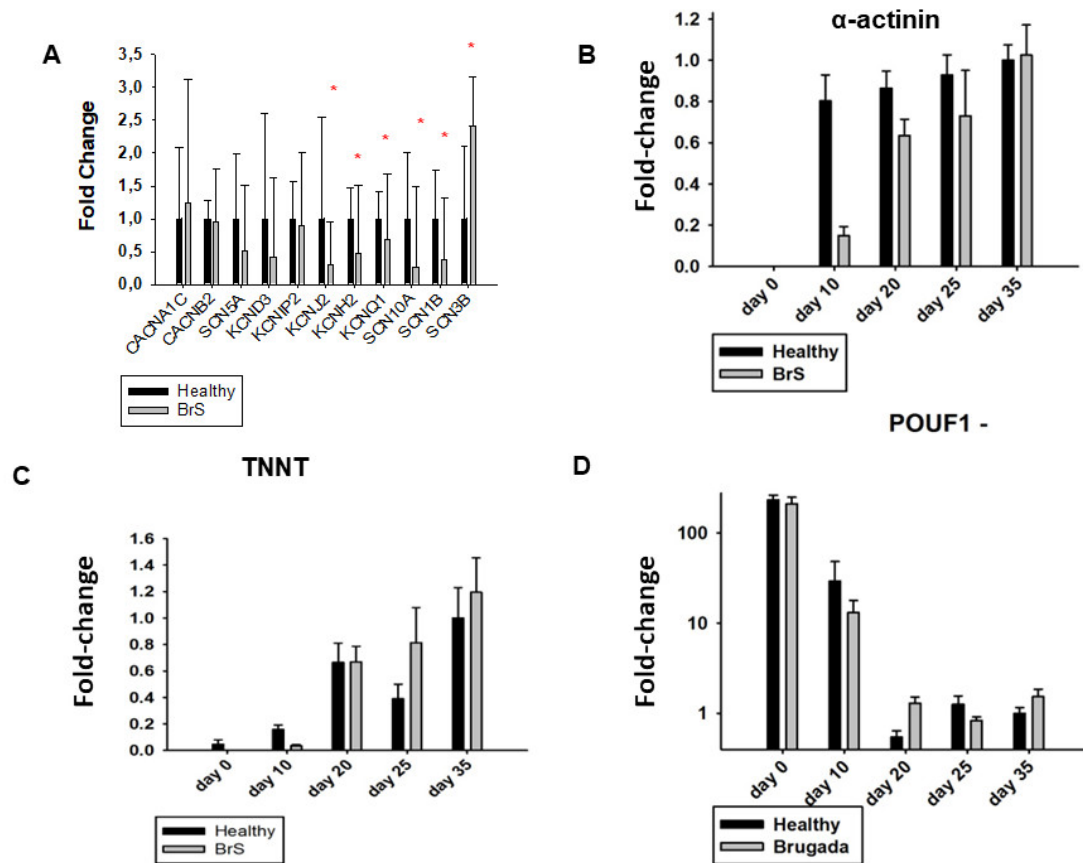 A
Fold Change
3,5
3,0
2,5
2,0
1,5
1,0
0,5
0,0
* * * * * *
CACNA1C
CACNB2
SCN5A
KCND3
KCNIP2
KCNJ2
KCNH2
KCNQ1
SCN10A
SCN1B
SCN3B
Healthy
BrS
B
α-actinin
Fold-change
1.2
1.0
0.8
0.6
0.4
0.2
0.0
day 0
day 10
day 20
day 25
day 35
Healthy
BrS
C
TNNT
Fold-change
1.6
1.4
1.2
1.0
0.8
0.6
0.4
0.2
0.0
day 0
day 10
day 20
day 25
day 35
Healthy
BrS
POUF1 -
D
Fold-change
100
10
1
day 0
day 10
day 20
day 25
day 35
Healthy
Brugada